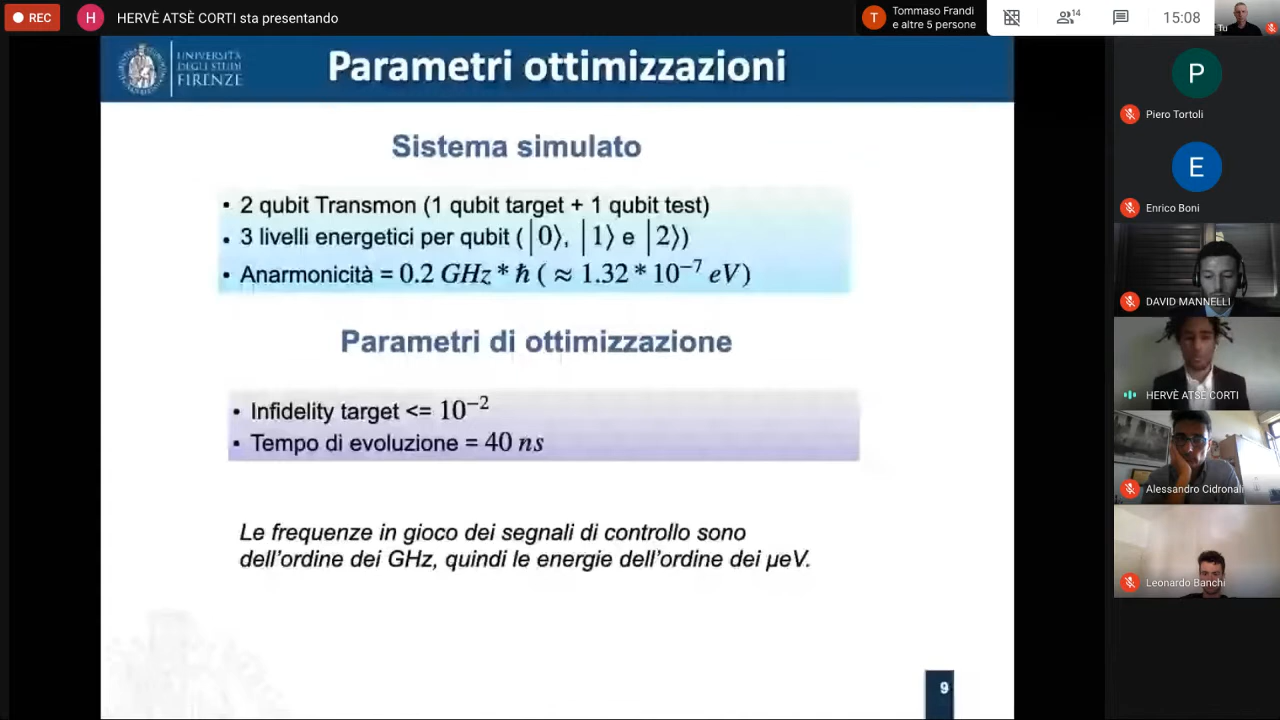 REC
H
HERVÈ ATSÈ CORTI sta presentando
T
Tommaso Frandi
e altre 5 persone
14
15:08
Tu
UNIVERSITÀ
DEGLI STUDI
FIRENZE
Parametri ottimizzazioni
Sistema simulato
• 2 qubit Transmon (1 qubit target + 1 qubit test)
• 3 livelli energetici per qubit (|0⟩, |1⟩ e |2⟩)
• Anarmonicità = 0.2 GHz * ℏ ( ≈ 1.32 * 10⁻⁷ eV)
Parametri di ottimizzazione
• Infidelity target <= 10⁻²
• Tempo di evoluzione = 40 ns
Le frequenze in gioco dei segnali di controllo sono
dell'ordine dei GHz, quindi le energie dell'ordine dei μeV.
9
P
Piero Tortoli
E
Enrico Boni
DAVID MANNELLI
HERVÈ ATSÈ CORTI
Alessandro Cidronali
Leonardo Banchi